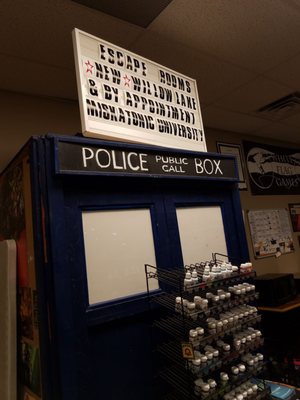 ESCAPE ROOMS
★ NEW ★ WILLOW LAKE
& BY APPOINTMENT
MISKATONIC UNIVERSITY
POLICE PUBLIC CALL BOX